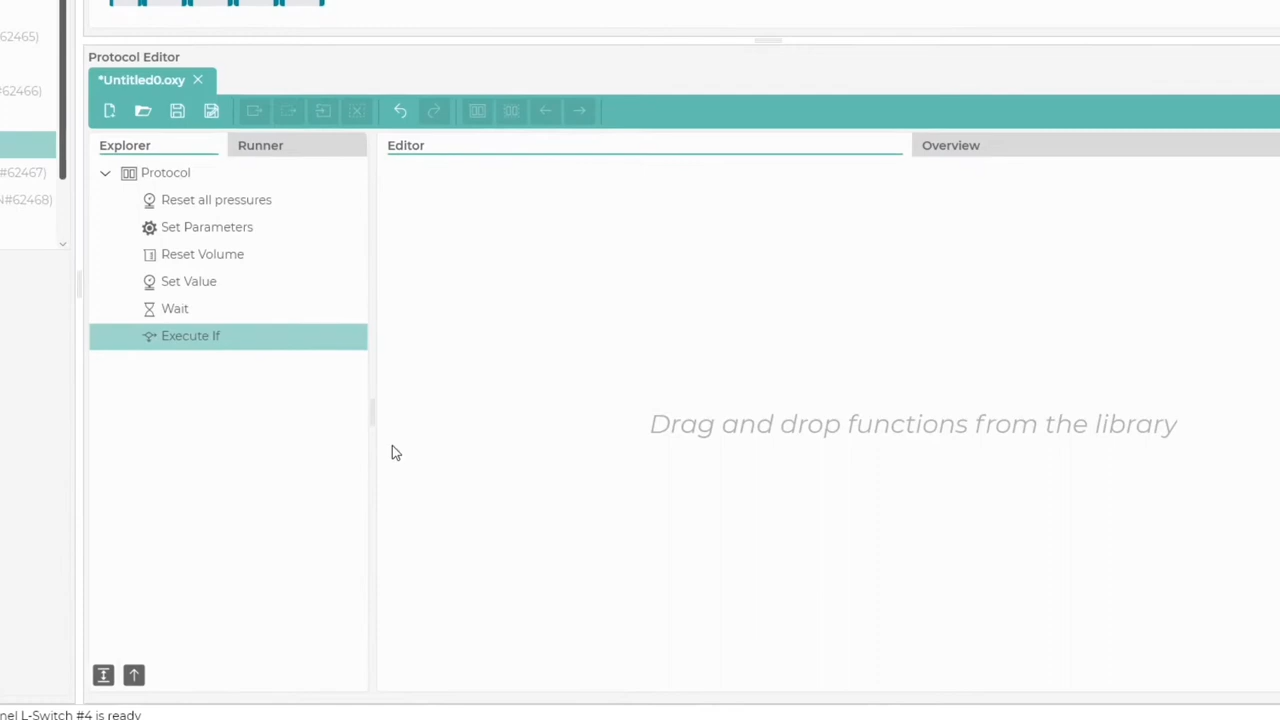 62465)
#62466)
#62467)
N#62468)
Protocol Editor
*Untitled0.oxy
Explorer
Runner
Editor
Overview
Protocol
Reset all pressures
Set Parameters
Reset Volume
Set Value
Wait
Execute If
Drag and drop functions from the library
nel L-Switch #4 is ready